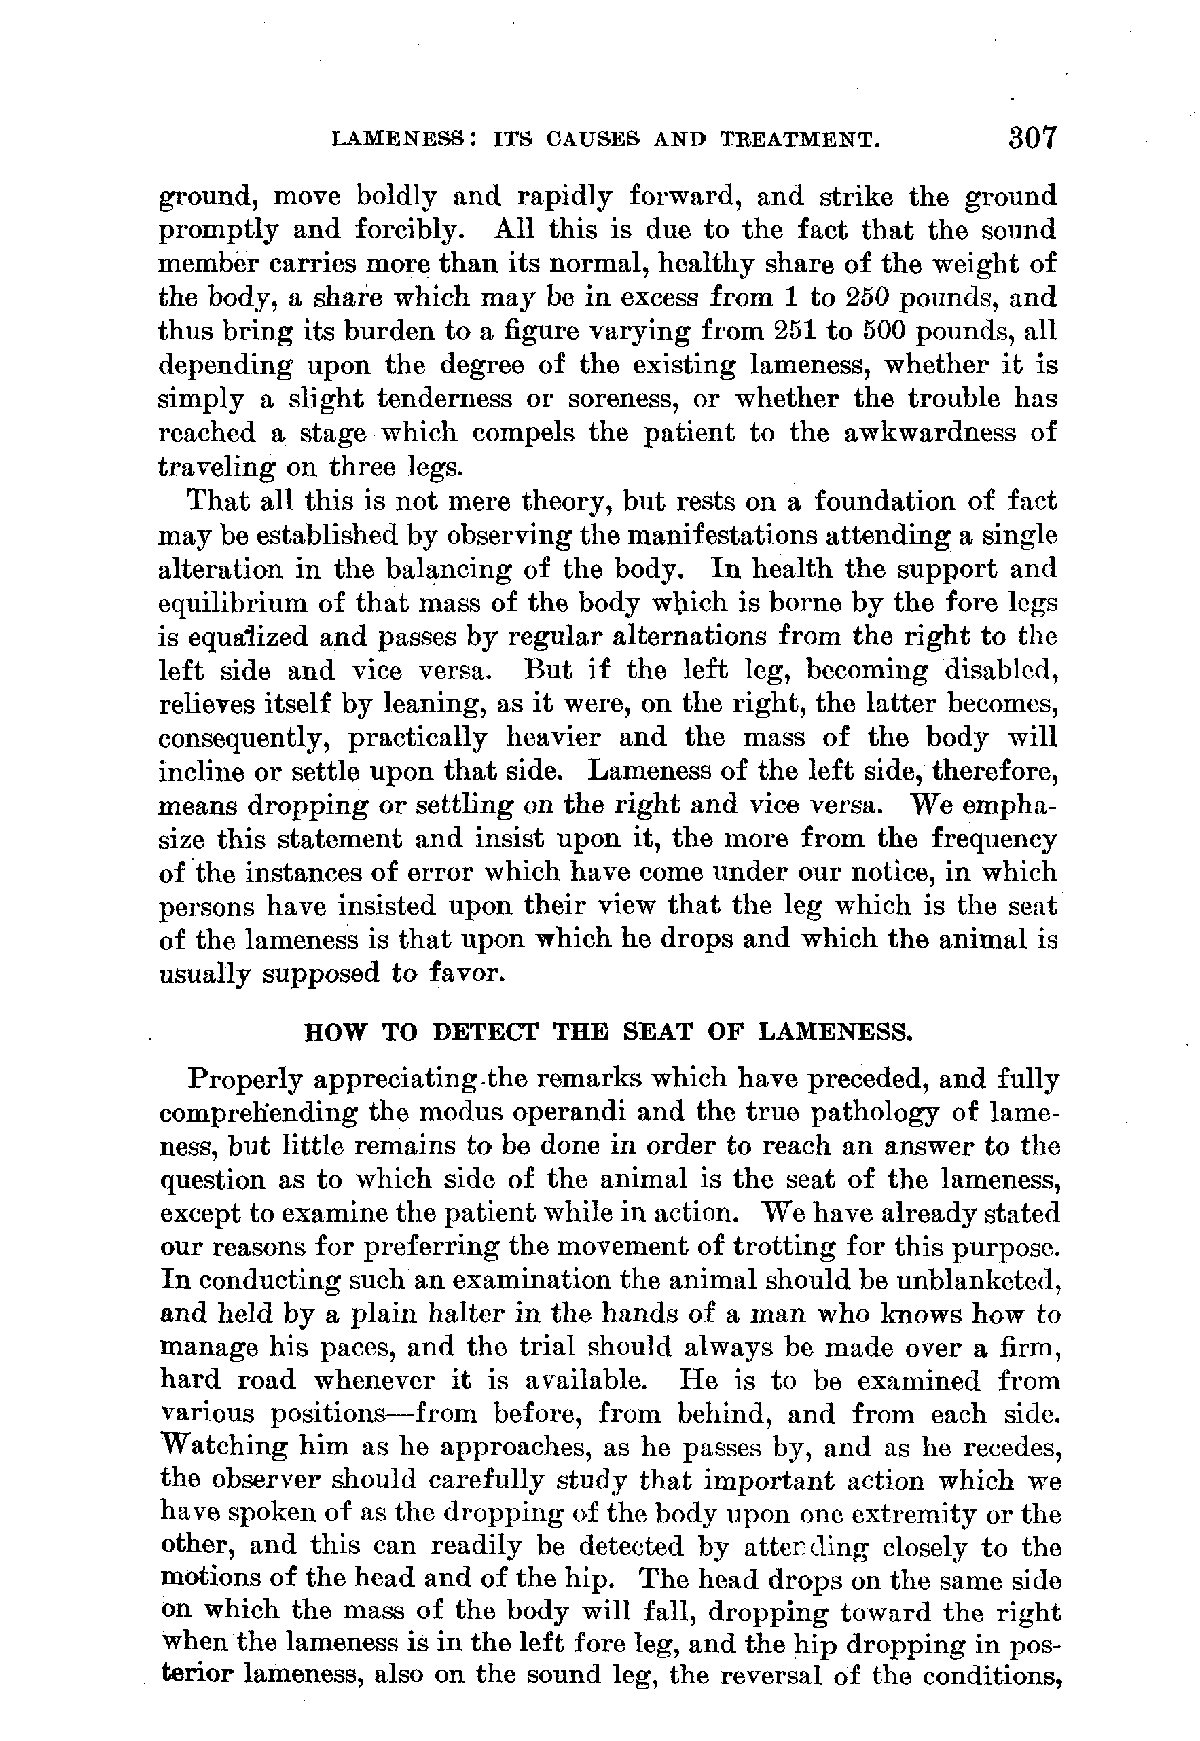 LAMENESS: ITS CAUSES AND TREATMENT. 307
ground, move boldly and rapidly forward, and strike the ground
promptly and forcibly. All this is due to the fact that the sound
member carries more than its normal, healthy share of the weight of
the body, a share which may be in excess from 1 to 250 pounds, and
thus bring its burden to a figure varying from 251 to 500 pounds, all
depending upon the degree of the existing lameness, whether it is
simply a slight tenderness or soreness, or whether the trouble has
reached a stage which compels the patient to the awkwardness of
traveling on three legs.
That all this is not mere theory, but rests on a foundation of fact
may be established by observing the manifestations attending a single
alteration in the balancing of the body. In health the support and
equilibrium of that mass of the body which is borne by the fore legs
is equalized and passes by regular alternations from the right to the
left side and vice versa. But if the left leg, becoming disabled,
relieves itself by leaning, as it were, on the right, the latter becomes,
consequently, practically heavier and the mass of the body will
incline or settle upon that side. Lameness of the left side, therefore,
means dropping or settling on the right and vice versa. We empha-
size this statement and insist upon it, the more from the frequency
of the instances of error which have come under our notice, in which
persons have insisted upon their view that the leg which is the seat
of the lameness is that upon which he drops and which the animal is
usually supposed to favor.
HOW TO DETECT THE SEAT OF LAMENESS.
Properly appreciating the remarks which have preceded, and fully
comprehending the modus operandi and the true pathology of lame-
ness, but little remains to be done in order to reach an answer to the
question as to which side of the animal is the seat of the lameness,
except to examine the patient while in action. We have already stated
our reasons for preferring the movement of trotting for this purpose.
In conducting such an examination the animal should be unblanketed,
and held by a plain halter in the hands of a man who knows how to
manage his paces, and the trial should always be made over a firm,
hard road whenever it is available. He is to be examined from
various positions—from before, from behind, and from each side.
Watching him as he approaches, as he passes by, and as he recedes,
the observer should carefully study that important action which we
have spoken of as the dropping of the body upon one extremity or the
other, and this can readily be detected by attending closely to the
motions of the head and of the hip. The head drops on the same side
on which the mass of the body will fall, dropping toward the right
when the lameness is in the left fore leg, and the hip dropping in pos-
terior lameness, also on the sound leg, the reversal of the conditions,